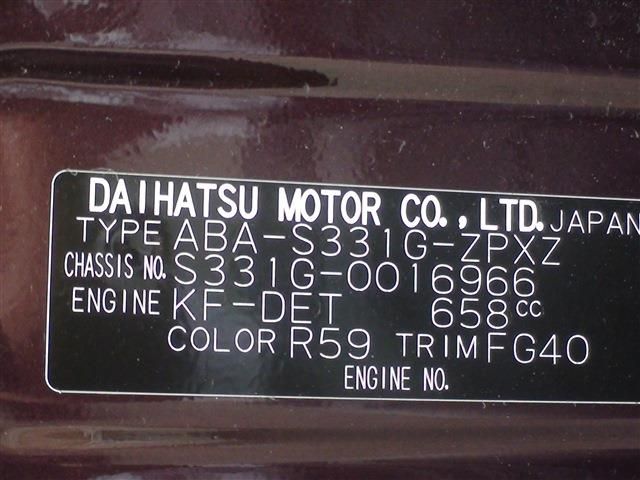 DAIHATSU MOTOR CO., LTD. JAPAN
TYPE ABA-S331G-ZPXZ
CHASSIS NO. S331G-0016966
ENGINE KF-DET 658cc
COLOR R59 TRIM FG40
ENGINE NO.